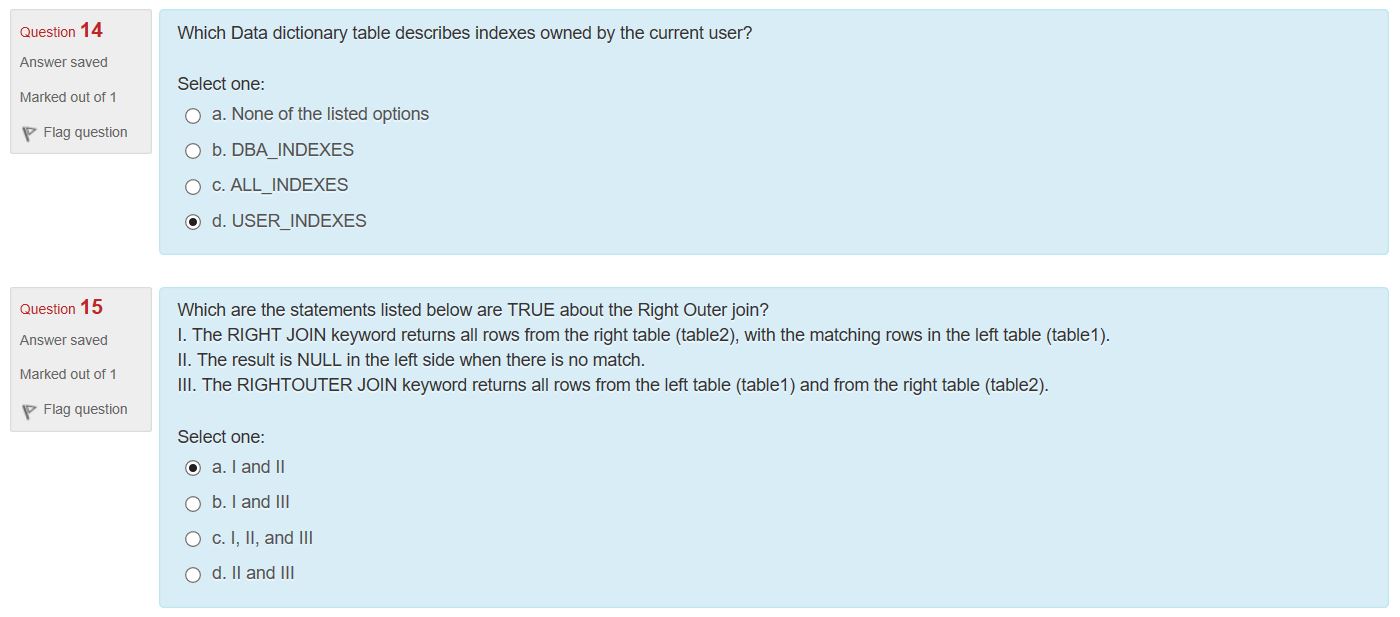 Question 14
Answer saved
Marked out of 1
Flag question
Which Data dictionary table describes indexes owned by the current user?
Select one:
a. None of the listed options
b. DBA_INDEXES
c. ALL_INDEXES
d. USER_INDEXES
Question 15
Answer saved
Marked out of 1
Flag question
Which are the statements listed below are TRUE about the Right Outer join?
I. The RIGHT JOIN keyword returns all rows from the right table (table2), with the matching rows in the left table (table1).
II. The result is NULL in the left side when there is no match.
III. The RIGHTOUTER JOIN keyword returns all rows from the left table (table1) and from the right table (table2).
Select one:
a. I and II
b. I and III
c. I, II, and III
d. II and III